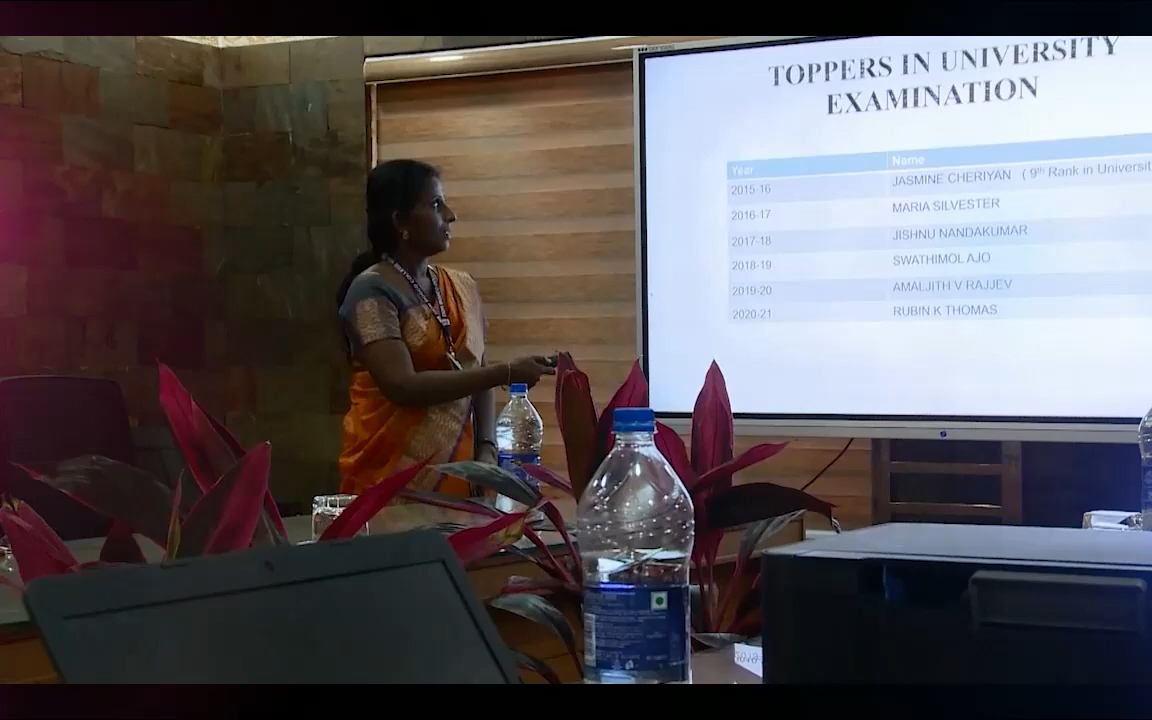 TOPPERS IN UNIVERSITY
EXAMINATION
Year Name
2015-16 JASMINE CHERIYAN ( 9th Rank in Universit
2016-17 MARIA SILVESTER
2017-18 JISHNU NANDAKUMAR
2018-19 SWATHIMOL AJO
2019-20 AMALJITH V RAJJEV
2020-21 RUBIN K THOMAS